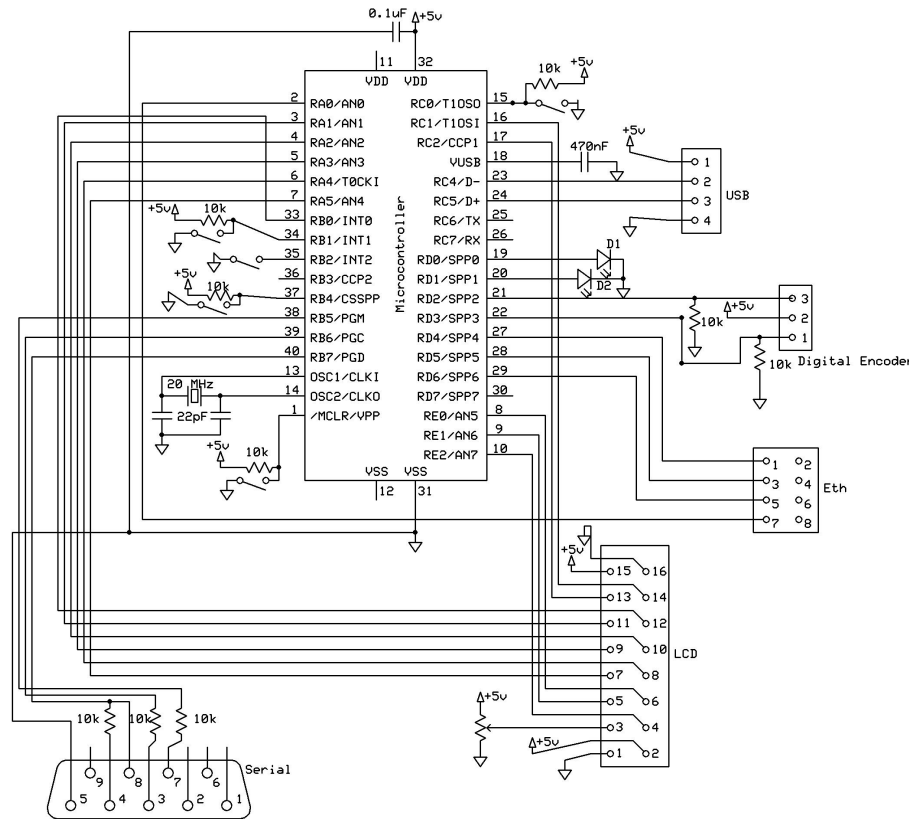 0.1uF +5v
11 32
VDD VDD
10k +5v
2 RA0/AN0 RC0/T1OSO 15
3 RA1/AN1 RC1/T1OSI 16
4 RA2/AN2 RC2/CCP1 17
5 RA3/AN3 VUSB 18
6 RA4/T0CKI RC4/D- 23
7 RA5/AN4 RC5/D+ 24
33 RB0/INT0 RC6/TX 25
34 RB1/INT1 RC7/RX 26
35 RB2/INT2 RD0/SPP0 19
36 RB3/CCP2 RD1/SPP1 20
37 RB4/CSSPP RD2/SPP2 21
38 RB5/PGM RD3/SPP3 22
39 RB6/PGC RD4/SPP4 27
40 RB7/PGD RD5/SPP5 28
13 OSC1/CLKI RD6/SPP6 29
14 OSC2/CLKO RD7/SPP7 30
1 /MCLR/VPP RE0/AN5 8
RE1/AN6 9
RE2/AN7 10
VSS VSS
12 31
Microcontroller
+5v 10k
+5v
10k
20 MHz
22pF
+5v 10k
470nF
+5v
1
2
3
4
USB
D1
D2
+5v
10k
10k
3
2
1
Digital Encoder
1 2
3 4
5 6
7 8
Eth
+5v
15 16
13 14
11 12
9 10
7 8
5 6
3 4
1 2
LCD
+5v
+5v
10k 10k 10k
Serial
9 8 7 6
5 4 3 2 1